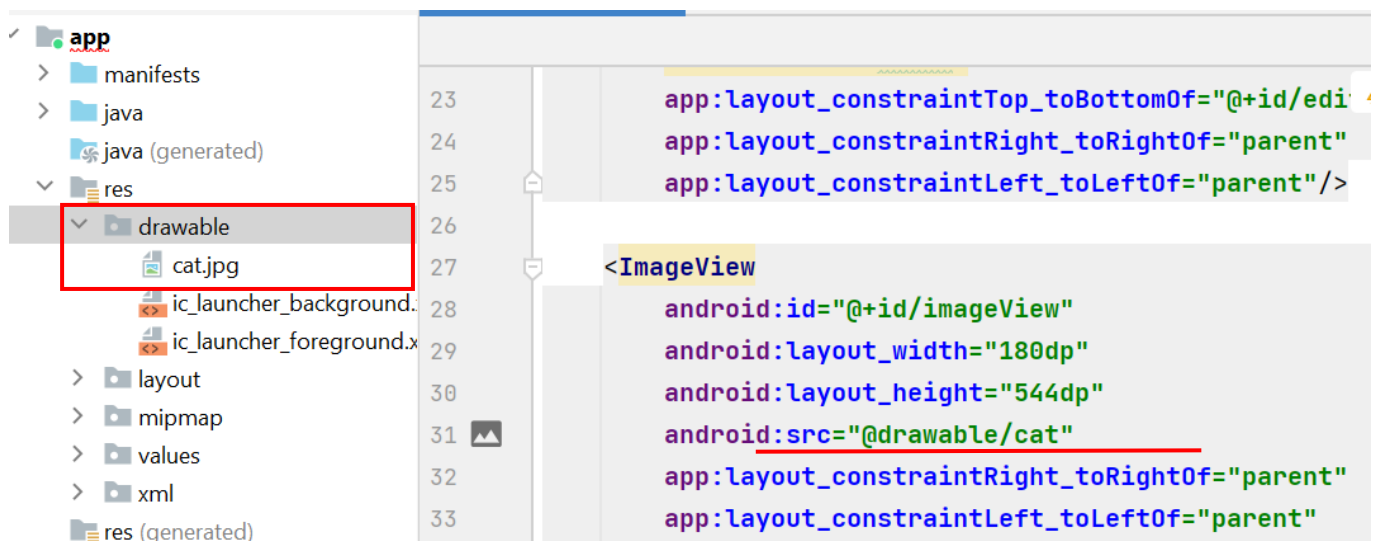 app
manifests
java
java (generated)
res
drawable
cat.jpg
ic_launcher_background.
ic_launcher_foreground.x
layout
mipmap
values
xml
res (generated)
23 app:layout_constraintTop_toBottomOf="@+id/edi
24 app:layout_constraintRight_toRightOf="parent"
25 app:layout_constraintLeft_toLeftOf="parent"/>
26
27 <ImageView
28 android:id="@+id/imageView"
29 android:layout_width="180dp"
30 android:layout_height="544dp"
31 android:src="@drawable/cat"
32 app:layout_constraintRight_toRightOf="parent"
33 app:layout_constraintLeft_toLeftOf="parent"